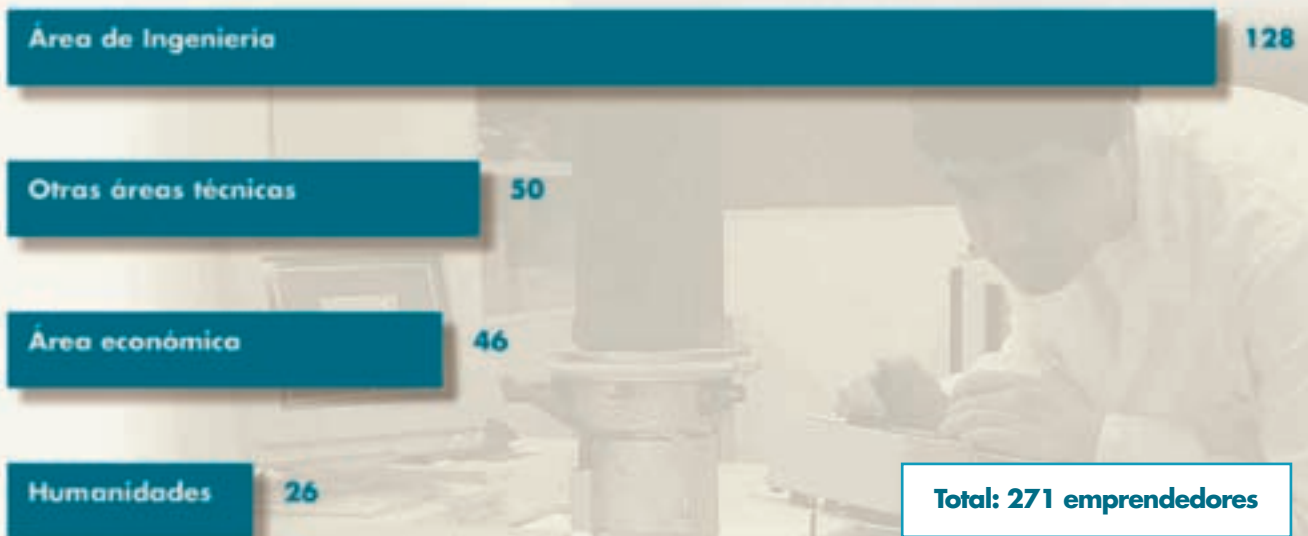 Área de Ingenieria 128
Otras áreas técnicas 50
Área económica 46
Humanidades 26
Total: 271 emprendedores